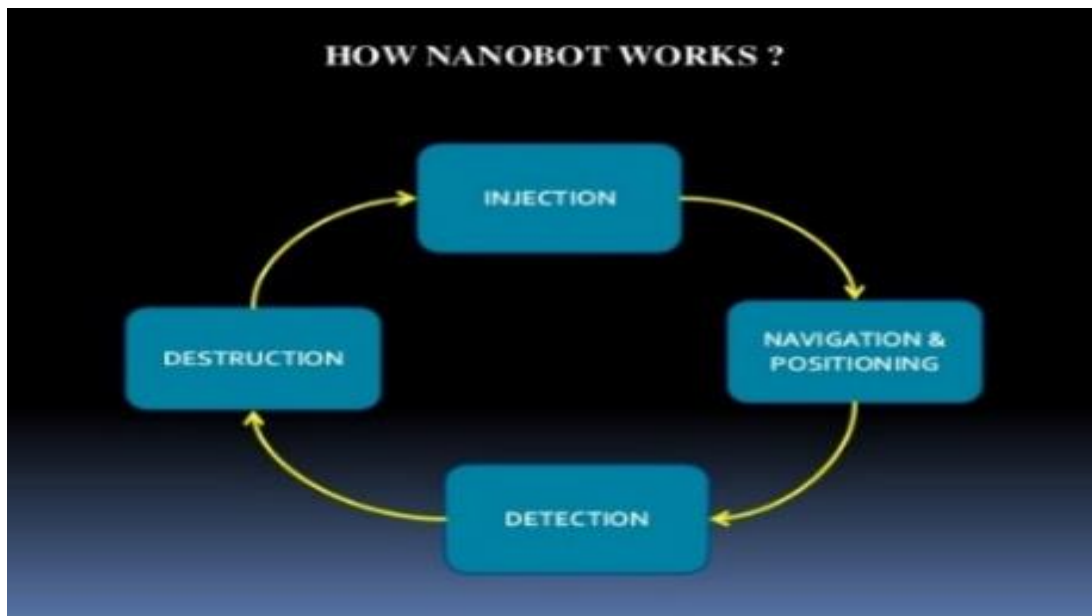 HOW NANOBOT WORKS ?
INJECTION
NAVIGATION &
POSITIONING
DETECTION
DESTRUCTION